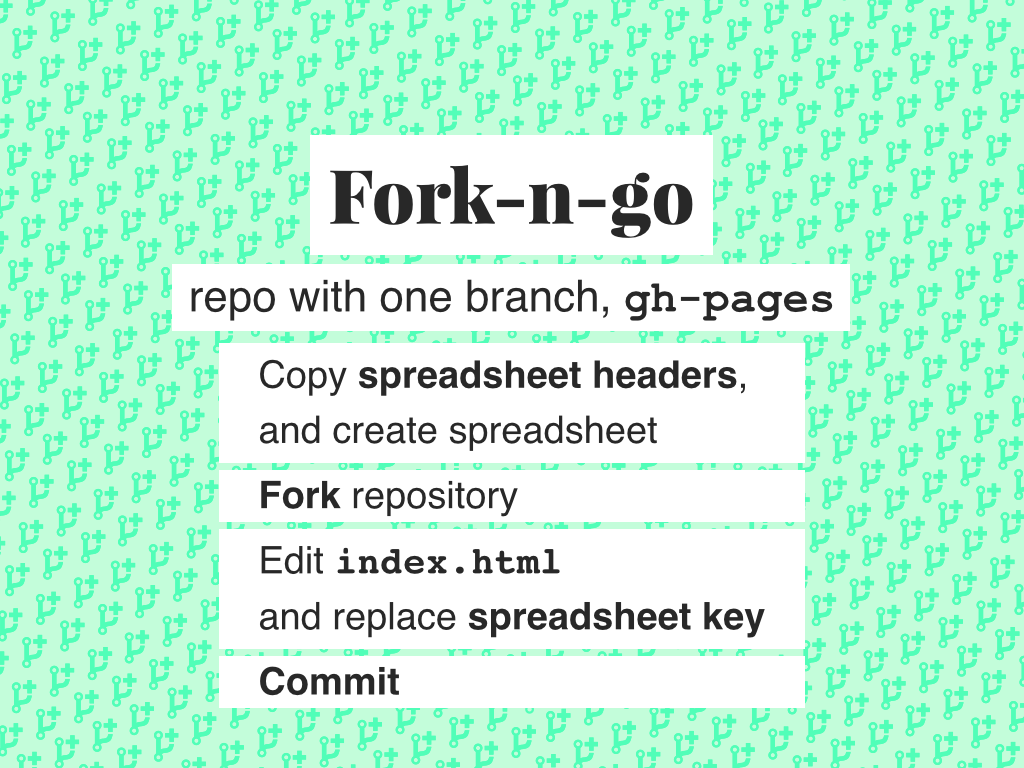 Fork-n-go
repo with one branch, gh-pages
Copy spreadsheet headers,
and create spreadsheet
Fork repository
Edit index.html
and replace spreadsheet key
Commit